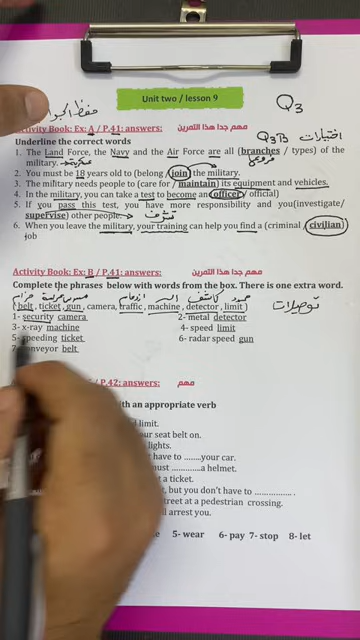 Unit two / lesson 9
Q3
Activity Book: Ex: A / P.41: answers: مهم جدا هذا التمرين
Q3B اختيارات
Underline the correct words
1. The Land Force, the Navy and the Air Force are all (branches / types) of the
military.
2. You must be 18 years old to (belong / join) the military.
3. The military needs people to (care for / maintain) its equipment and vehicles.
4. In the military, you can take a test to become an (officer / official)
5. If you pass this test, you have more responsibility and you(investigate/
supervise) other people. تشرف
6. When you leave the military, your training can help you find a (criminal / civilian)
job
Activity Book: Ex: B / P.41: answers: مهم جدا هذا التمرين
Complete the phrases below with words from the box. There is one extra word.
(belt, ticket, gun, camera, traffic, machine, detector, limit) توصيلات
1- security camera 2- metal detector
3- x-ray machine 4- speed limit
5- speeding ticket 6- radar speed gun
conveyor belt
P.42: answers: مهم
with an appropriate verb
limit.
ur seat belt on.
lights.
have to ........your car.
must ............a helmet.
t a ticket.
, but you don't have to ...............
treet at a pedestrian crossing.
l arrest you.
5- wear 6- pay 7- stop 8- let